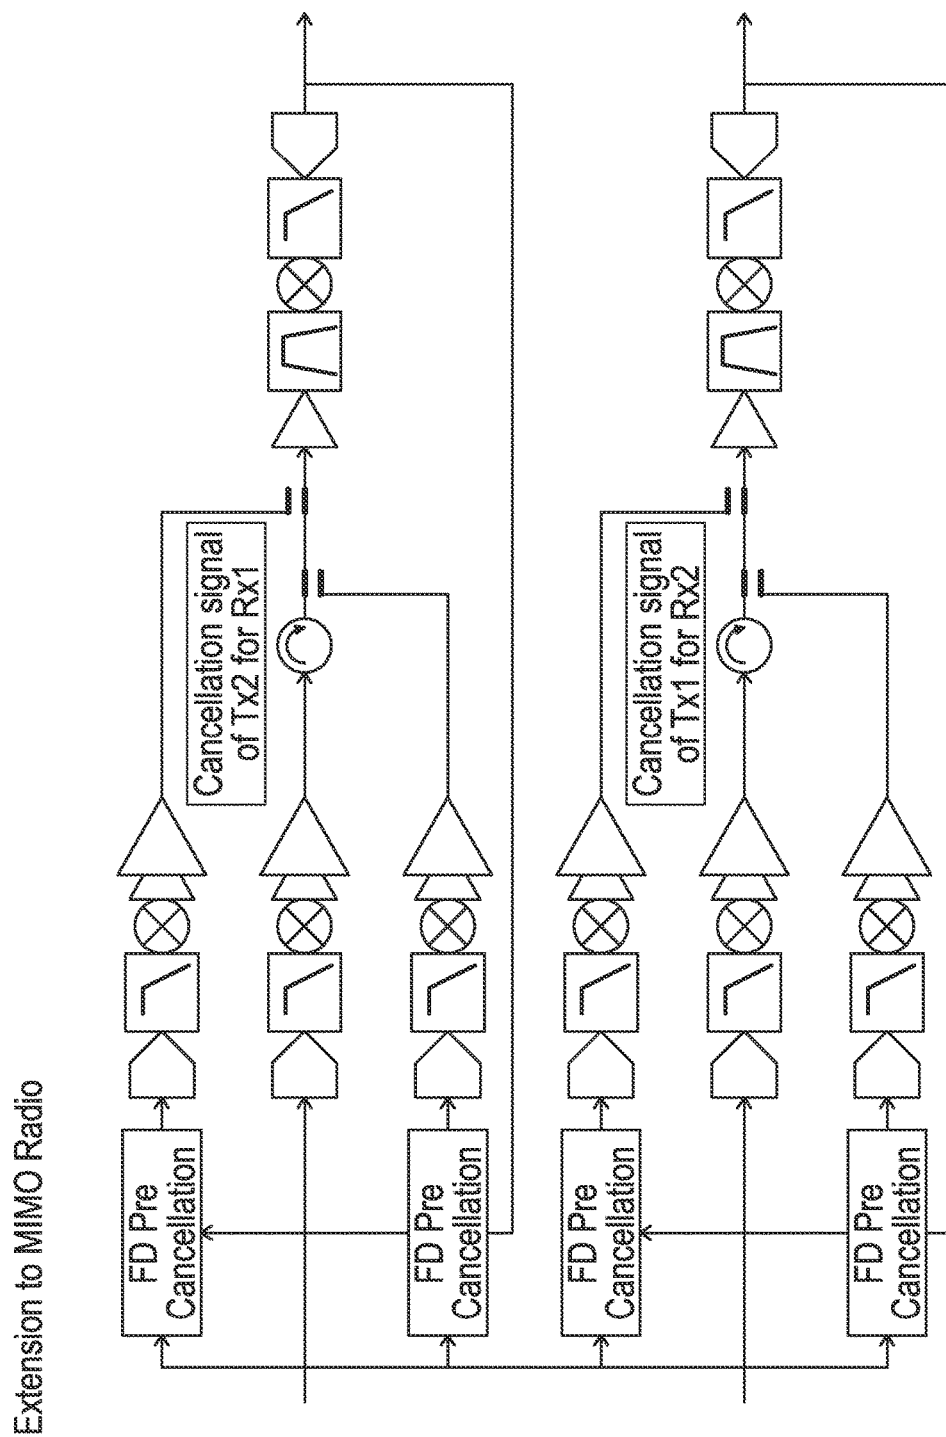 Extension to MIMO Radio
FD Pre
Cancellation
Cancellation signal
of Tx2 for Rx1
FD Pre
Cancellation
FD Pre
Cancellation
Cancellation signal
of Tx1 for Rx2
FD Pre
Cancellation